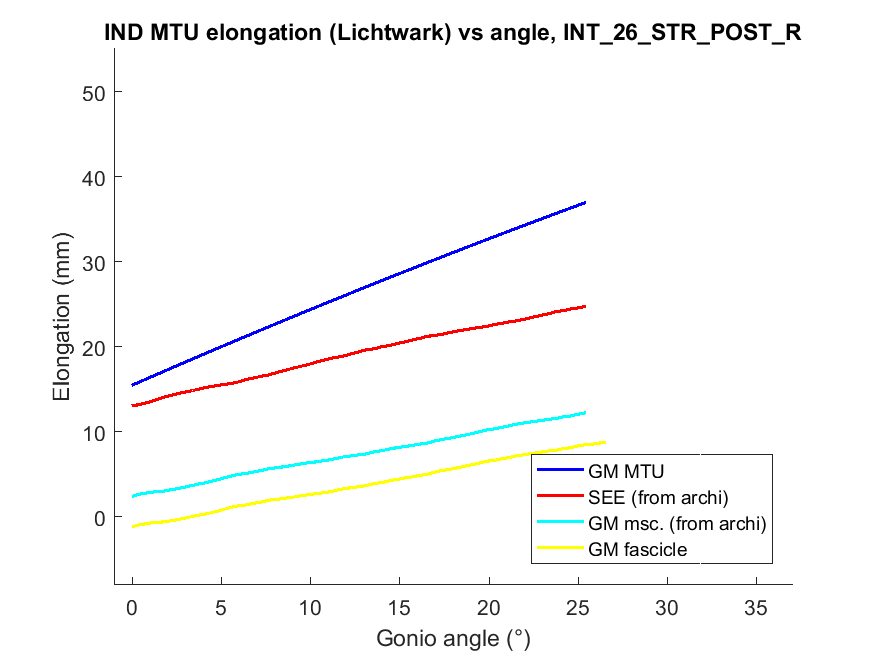 IND MTU elongation (Lichtwark) vs angle, INT_26_STR_POST_R
50
40
30
20
10
0
Elongation (mm)
0 5 10 15 20 25 30 35
Gonio angle (°)
GM MTU
SEE (from archi)
GM msc. (from archi)
GM fascicle